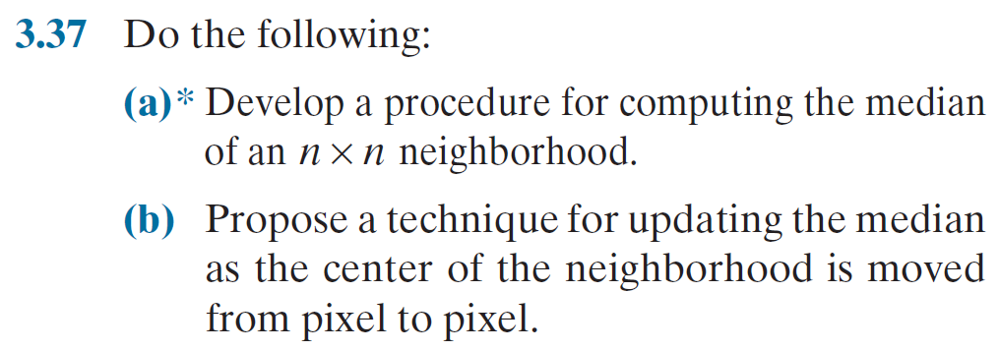 3.37 Do the following:
(a)* Develop a procedure for computing the median
of an n × n neighborhood.
(b) Propose a technique for updating the median
as the center of the neighborhood is moved
from pixel to pixel.